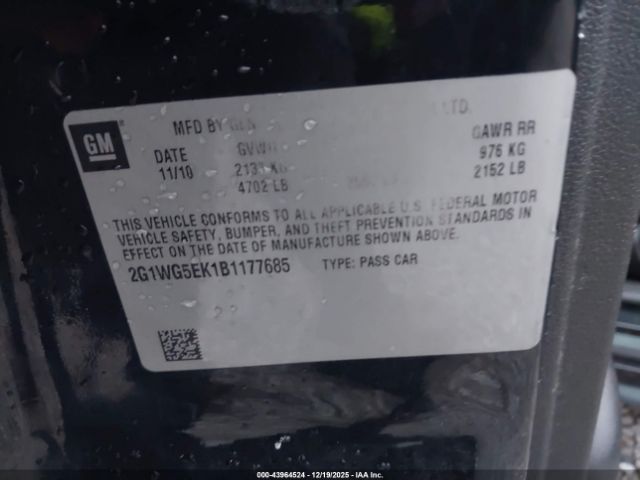 GM
MFD BY LTD.
DATE GVWR GAWR RR
11/10 2133 KG 976 KG
4702 LB 2152 LB
THIS VEHICLE CONFORMS TO ALL APPLICABLE U.S. FEDERAL MOTOR
VEHICLE SAFETY, BUMPER, AND THEFT PREVENTION STANDARDS IN
EFFECT ON THE DATE OF MANUFACTURE SHOWN ABOVE.
2G1WG5EK1B1177685 TYPE: PASS CAR
000-43964524 - 12/19/2025 - IAA Inc.